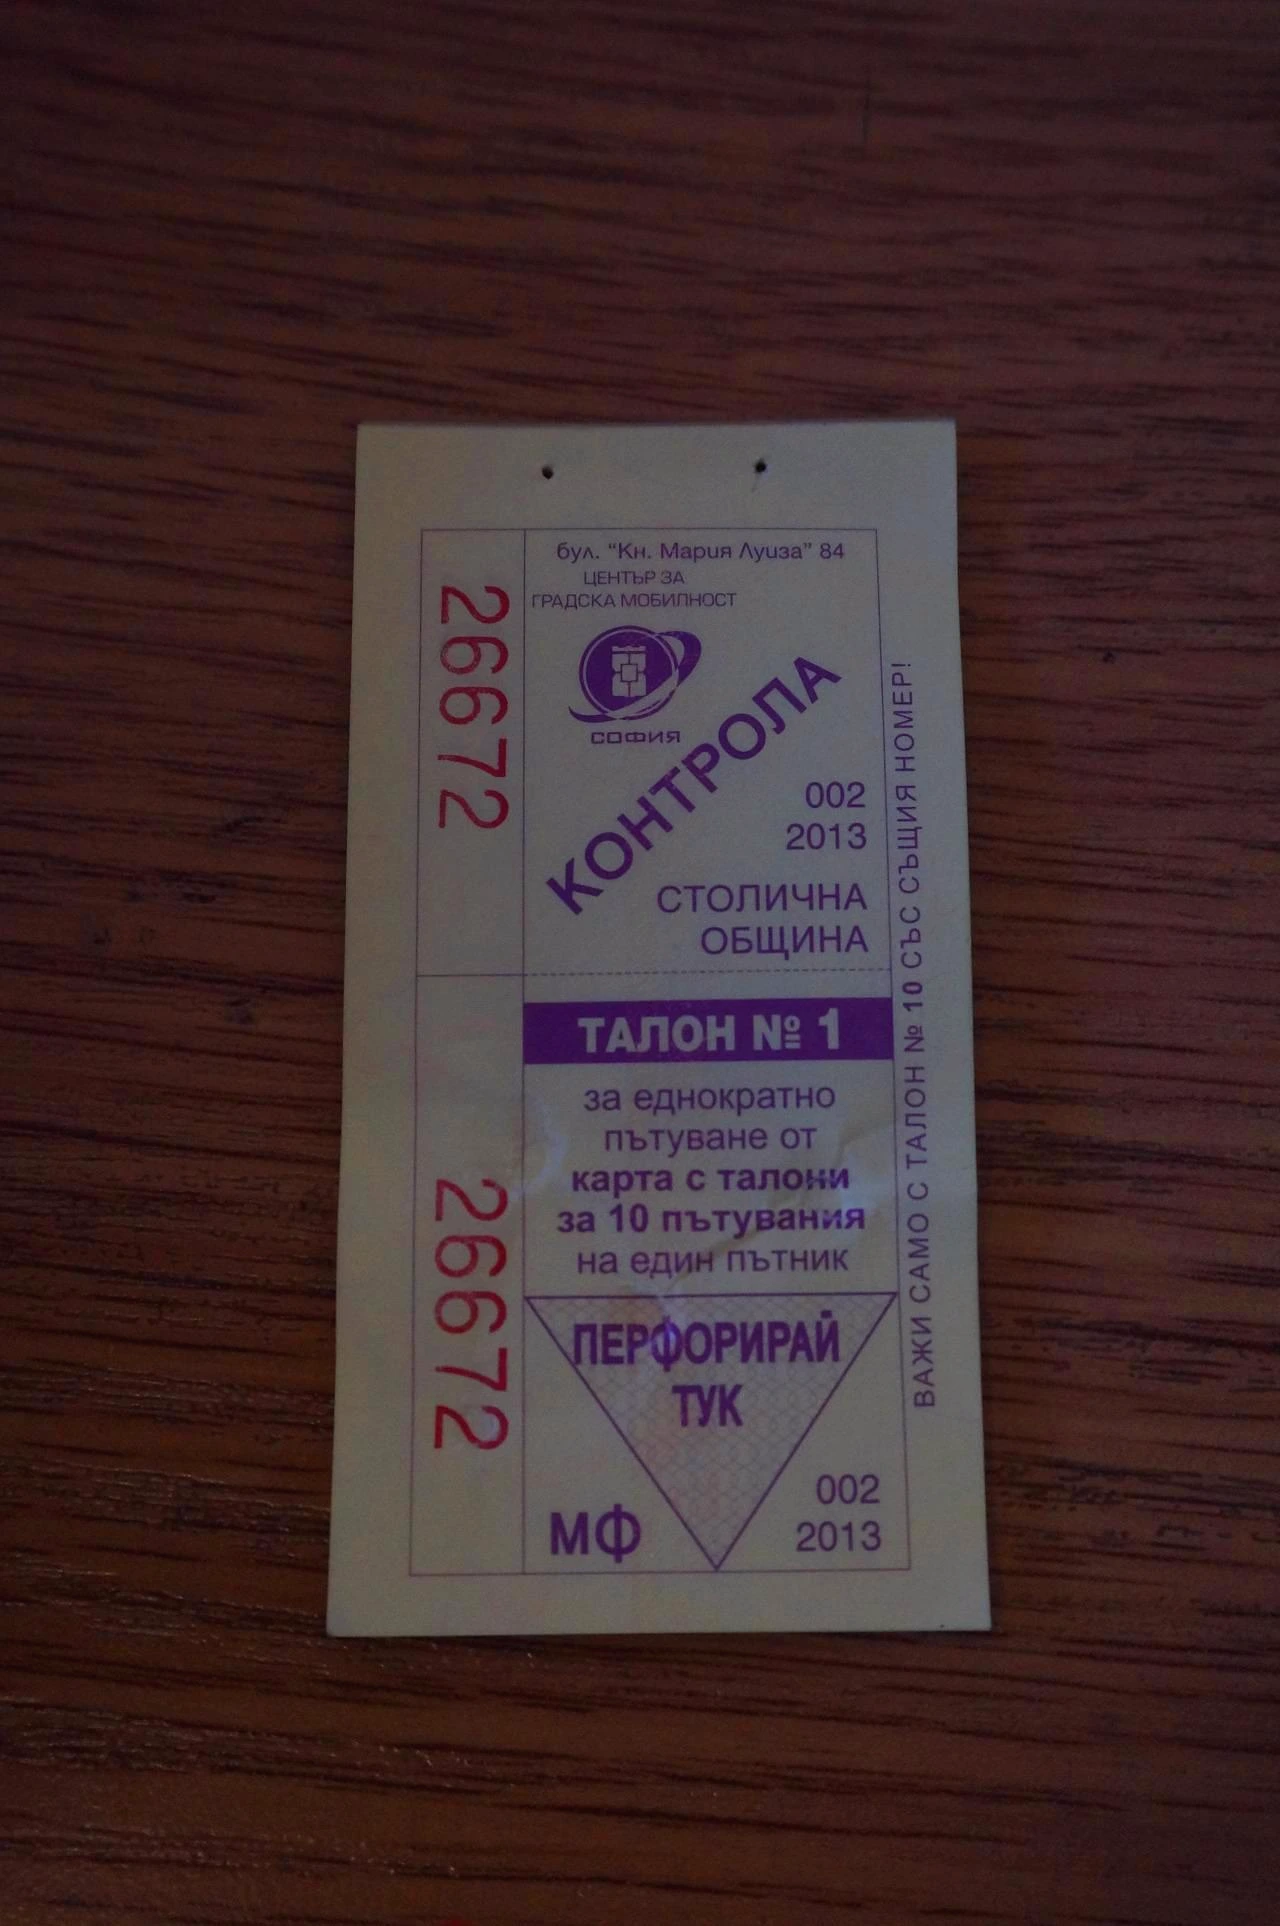 26672
бул. "Кн. Мария Луиза" 84
ЦЕНТЪР ЗА
ГРАДСКА МОБИЛНОСТ
СОФИЯ
КОНТРОЛА
002
2013
СТОЛИЧНА
ОБЩИНА
26672
ТАЛОН № 1
за еднократно
пътуване от
карта с талони
за 10 пътувания
на един пътник
ПЕРФОРИРАЙ
ТУК
МФ
002
2013
ВАЖИ САМО С ТАЛОН № 10 СЪС СЪЩИЯ НОМЕР!